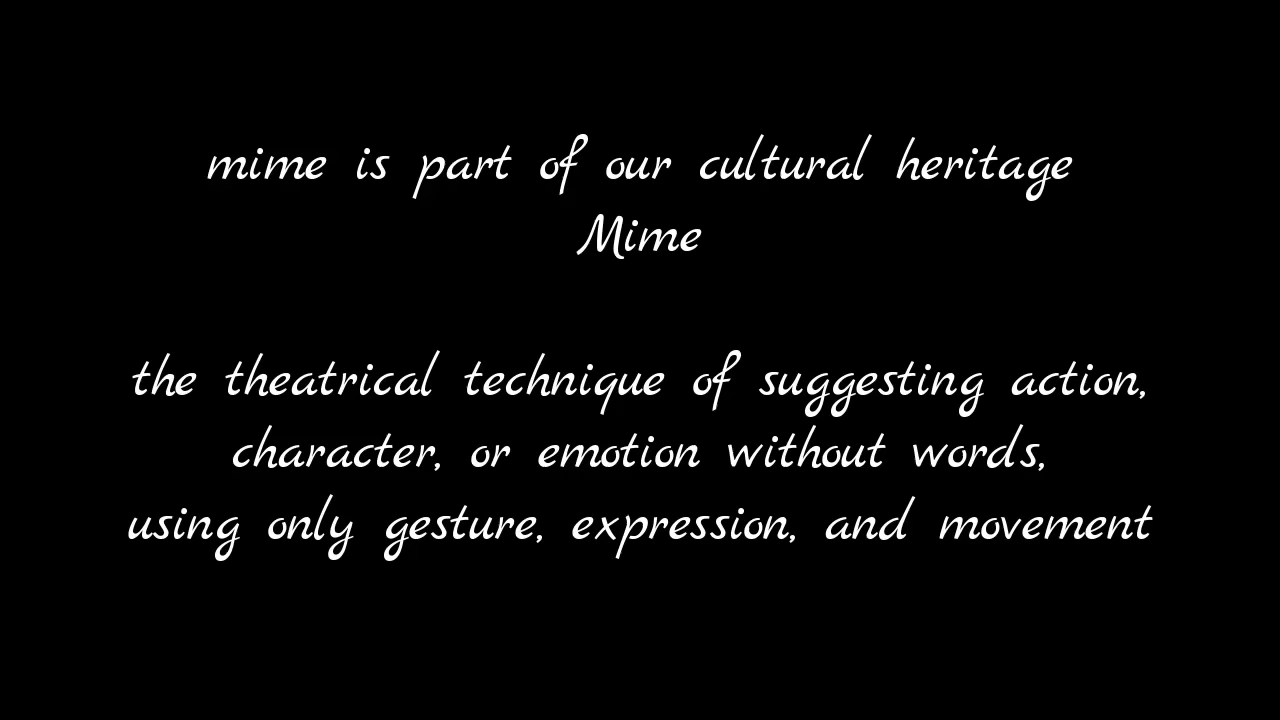 mime is part of our cultural heritage
Mime
the theatrical technique of suggesting action,
character, or emotion without words,
using only gesture, expression, and movement